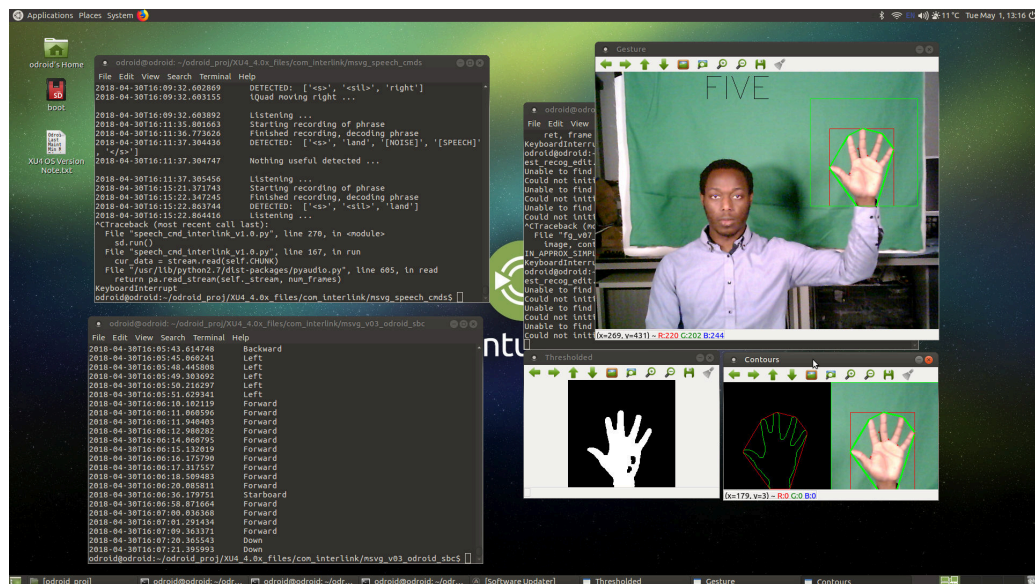 Applications Places System
11 °C Tue May 1, 13:16
odroid's Home
boot
XU4 OS Version
Note.txt
odroid@odroid: ~/odroid_proj/XU4_4.0x_files/com_interlink/msvg_speech_cmds
File Edit View Search Terminal Help
2018-04-30T16:09:32.602869 DETECTED: ['<s>', '<sil>', 'right']
2018-04-30T16:09:32.603155 iQuad moving right ...
2018-04-30T16:09:32.603892 Listening ...
2018-04-30T16:11:35.801663 Starting recording of phrase
2018-04-30T16:11:36.773626 Finished recording, decoding phrase
2018-04-30T16:11:37.304436 DETECTED: ['<s>', 'land', '[NOISE]', '[SPEECH]'
, '</s>']
2018-04-30T16:11:37.304747 Nothing useful detected ...
2018-04-30T16:11:37.305456 Listening ...
2018-04-30T16:15:21.371743 Starting recording of phrase
2018-04-30T16:15:22.347245 Finished recording, decoding phrase
2018-04-30T16:15:22.863744 DETECTED: ['<s>', '<sil>', 'land']
2018-04-30T16:15:22.864416 Listening ...
^CTraceback (most recent call last):
File "speech_cmd_interlink_v1.0.py", line 270, in <module>
sd.run()
File "speech_cmd_interlink_v1.0.py", line 167, in run
cur_data = stream.read(self.CHUNK)
File "/usr/lib/python2.7/dist-packages/pyaudio.py", line 605, in read
return pa.read_stream(self._stream, num_frames)
KeyboardInterrupt
odroid@odroid:~/odroid_proj/XU4_4.0x_files/com_interlink/msvg_speech_cmds$
odroid@odroid: ~/odroid_proj/XU4_4.0x_files/com_interlink/msvg_v03_odroid_sbc
File Edit View Search Terminal Help
2018-04-30T16:05:43.614748 Backward
2018-04-30T16:05:45.060241 Left
2018-04-30T16:05:48.445808 Left
2018-04-30T16:05:49.303692 Left
2018-04-30T16:05:50.216297 Left
2018-04-30T16:05:51.629341 Left
2018-04-30T16:06:10.102119 Forward
2018-04-30T16:06:11.060596 Forward
2018-04-30T16:06:11.940403 Forward
2018-04-30T16:06:12.980282 Forward
2018-04-30T16:06:14.060795 Forward
2018-04-30T16:06:15.132019 Forward
2018-04-30T16:06:16.175790 Forward
2018-04-30T16:06:17.317557 Forward
2018-04-30T16:06:18.509483 Forward
2018-04-30T16:06:20.085811 Forward
2018-04-30T16:06:36.179751 Starboard
2018-04-30T16:06:58.871664 Forward
2018-04-30T16:07:00.036368 Forward
2018-04-30T16:07:01.291434 Forward
2018-04-30T16:07:09.363371 Forward
2018-04-30T16:07:20.365543 Down
2018-04-30T16:07:21.395993 Down
odroid@odroid:~/odroid_proj/XU4_4.0x_files/com_interlink/msvg_v03_odroid_sbc$
odroid@odro
File Edit View
ret, frame
KeyboardInterru
odroid@odroid:~
est_recog_edit.
Unable to find
Could not initi
Unable to find
Could not initi
Unable to find
Could not initi
^CTraceback (mo
File "fg_v07_
image, cont
IN_APPROX_SIMPL
KeyboardInterru
odroid@odroid:~
est_recog_edit.
Unable to find
Could not initi
Unable to find
Could not initi
Unable to find
Could not initi
ntu
Gesture
FIVE
(x=269, y=431) ~ R:220 G:202 B:244
Thresholded
Contours
(x=179, y=3) ~ R:0 G:0 B:0
[odroid_proj]
odroid@odroid: ~/odr...
odroid@odroid: ~/odr...
odroid@odroid: ~/odr...
[Software Updater]
Thresholded
Gesture
Contours